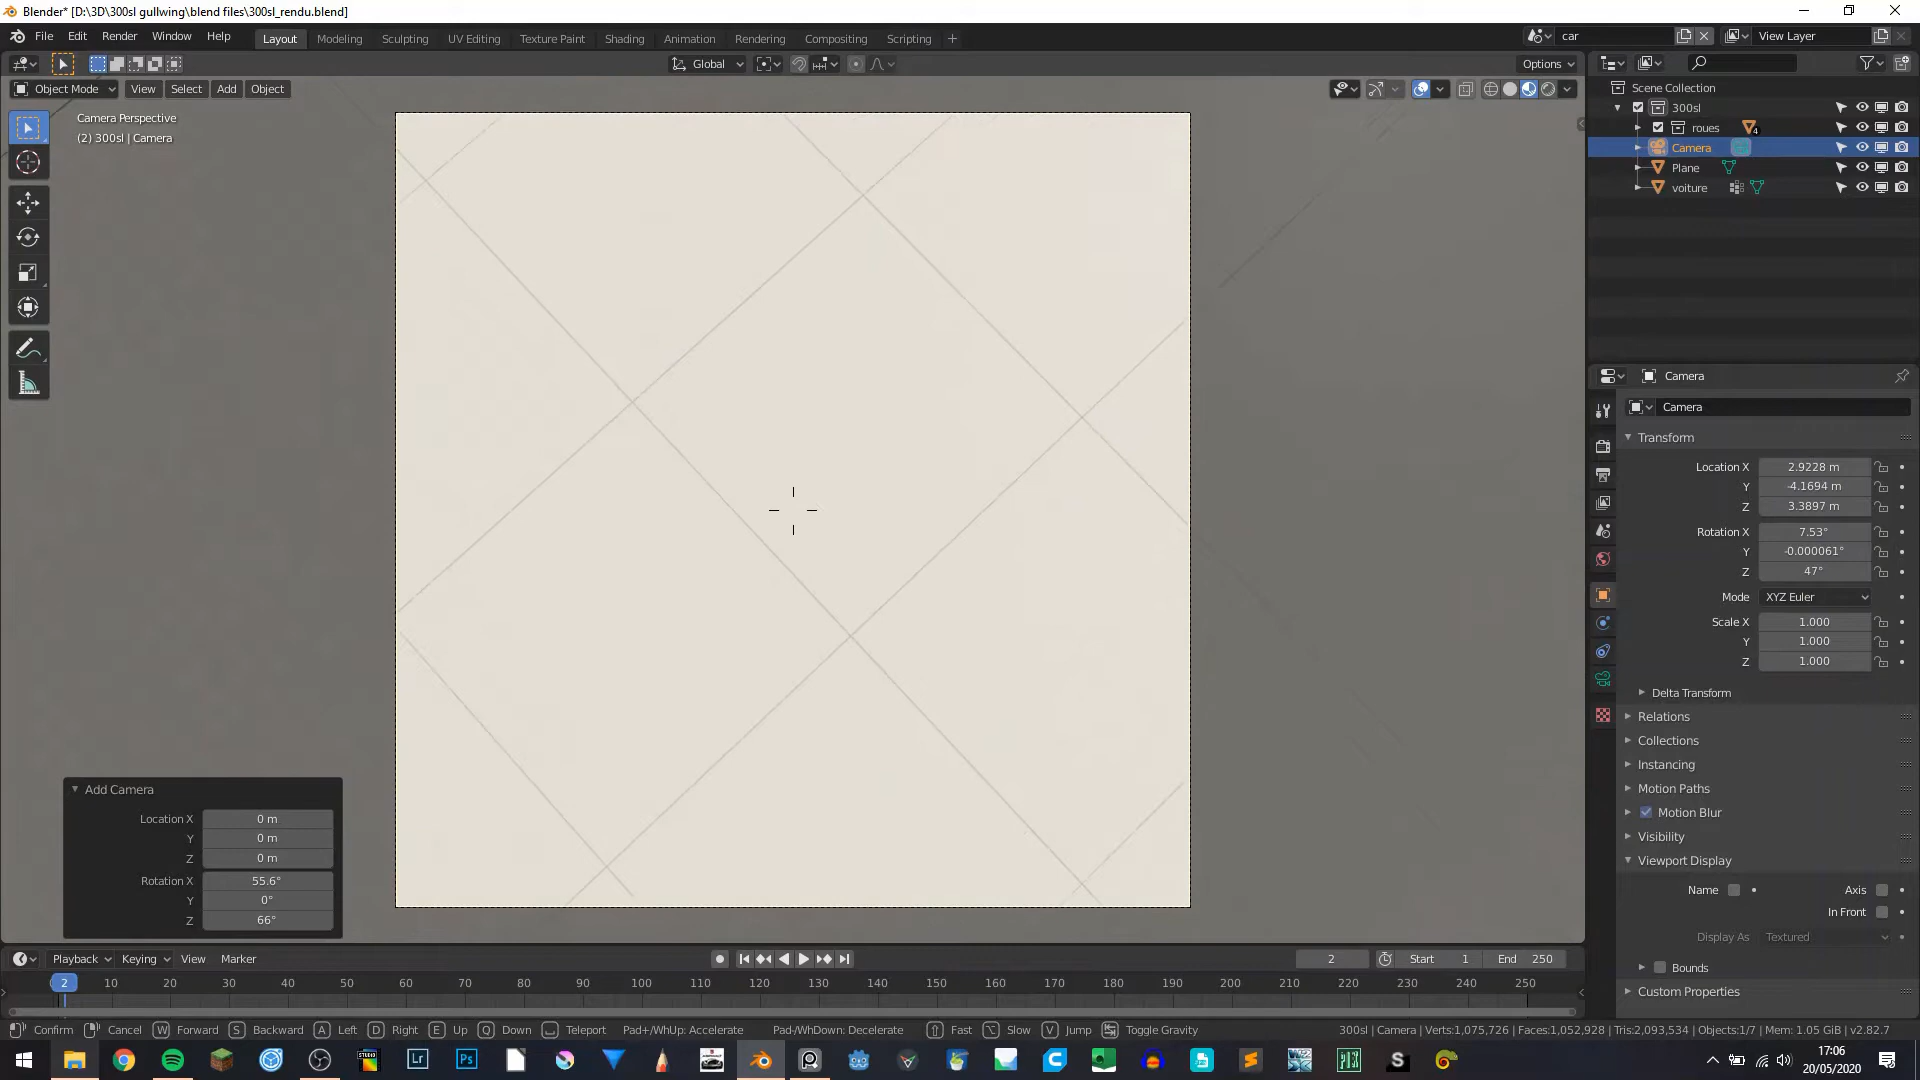 Blender* [D:\3D\300sl gullwing\blend files\300sl_rendu.blend]
File Edit Render Window Help
Layout Modeling Sculpting UV Editing Texture Paint Shading Animation Rendering Compositing Scripting
car
View Layer
Global
Options
Object Mode View Select Add Object
Camera Perspective
(2) 300sl | Camera
Scene Collection
300sl
roues 4
Camera
Plane
voiture
Camera
Camera
Transform
Location X 2.9228 m
Y -4.1694 m
Z 3.3897 m
Rotation X 7.53°
Y -0.000061°
Z 47°
Mode XYZ Euler
Scale X 1.000
Y 1.000
Z 1.000
Delta Transform
Relations
Collections
Instancing
Motion Paths
Motion Blur
Visibility
Viewport Display
Name Axis
In Front
Display As Textured
Bounds
Custom Properties
Add Camera
Location X 0 m
Y 0 m
Z 0 m
Rotation X 55.6°
Y 0°
Z 66°
Playback Keying View Marker
2 Start 1 End 250
2 10 20 30 40 50 60 70 80 90 100 110 120 130 140 150 160 170 180 190 200 210 220 230 240 250
Confirm Cancel W Forward S Backward A Left D Right E Up Q Down Teleport Pad+/WhUp: Accelerate Pad-/WhDown: Decelerate Fast Slow V Jump Toggle Gravity
300sl | Camera | Verts:1,075,726 | Faces:1,052,928 | Tris:2,093,534 | Objects:1/7 | Mem: 1.05 GiB | v2.82.7
STUDIO Lr Ps S
17:06
20/05/2020